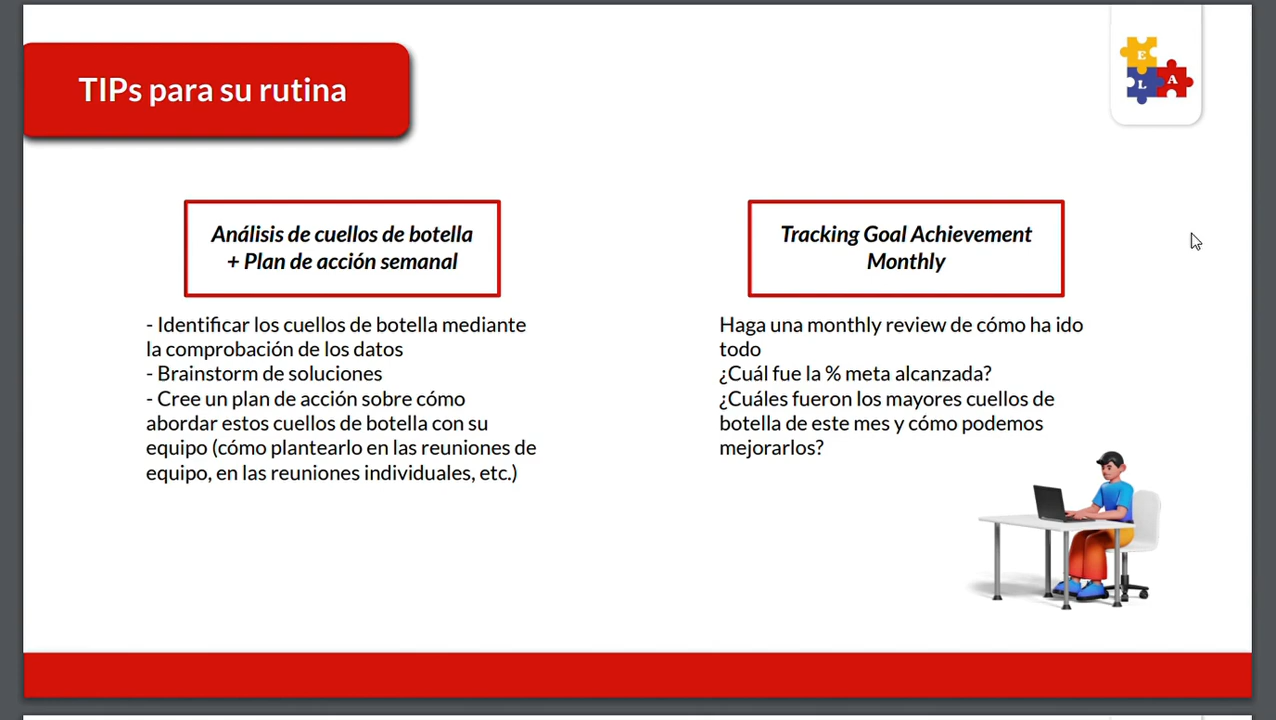 TIPs para su rutina
E
L A
Análisis de cuellos de botella
+ Plan de acción semanal
- Identificar los cuellos de botella mediante
la comprobación de los datos
- Brainstorm de soluciones
- Cree un plan de acción sobre cómo
abordar estos cuellos de botella con su
equipo (cómo plantearlo en las reuniones de
equipo, en las reuniones individuales, etc.)
Tracking Goal Achievement
Monthly
Haga una monthly review de cómo ha ido
todo
¿Cuál fue la % meta alcanzada?
¿Cuáles fueron los mayores cuellos de
botella de este mes y cómo podemos
mejorarlos?